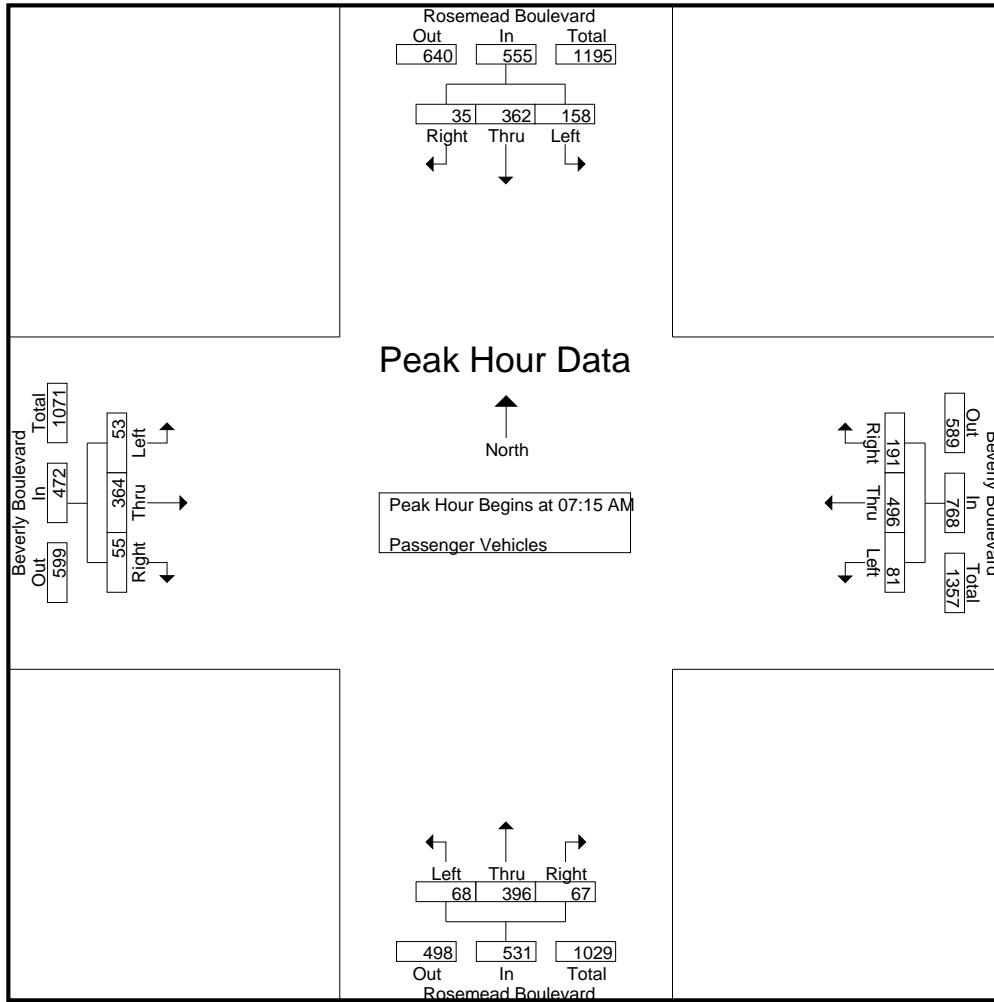 Rosemead Boulevard
Out In Total
640 555 1195
35 362 158
Right Thru Left
Peak Hour Data
North
Peak Hour Begins at 07:15 AM
Passenger Vehicles
Beverly Boulevard
Out In Total
599 472 1071
53 364 55
Left Thru Right
Beverly Boulevard
Out In Total
589 768 1357
191 496 81
Right Thru Left
Left Thru Right
68 396 67
498 531 1029
Out In Total
Rosemead Boulevard